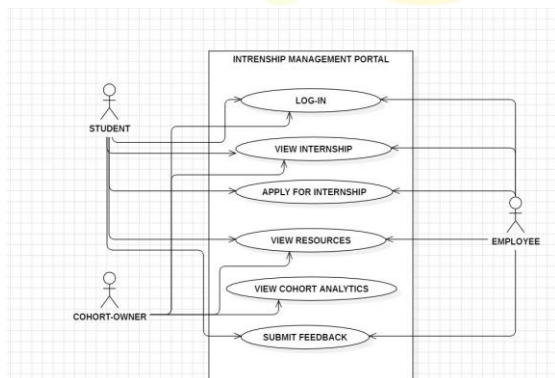 INTRENSHIP MANAGEMENT PORTAL
LOG-IN
STUDENT
VIEW INTERNSHIP
APPLY FOR INTERNSHIP
VIEW RESOURCES
EMPLOYEE
VIEW COHORT ANALYTICS
COHORT-OWNER
SUBMIT FEEDBACK